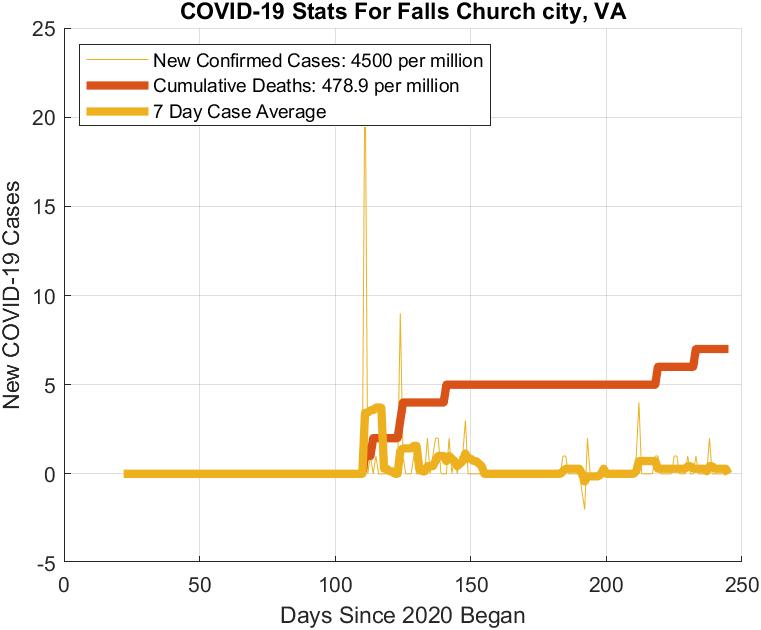 COVID-19 Stats For Falls Church city, VA
25
20
15
10
5
0
-5
New COVID-19 Cases
New Confirmed Cases: 4500 per million
Cumulative Deaths: 478.9 per million
7 Day Case Average
0
50
100
150
200
250
Days Since 2020 Began